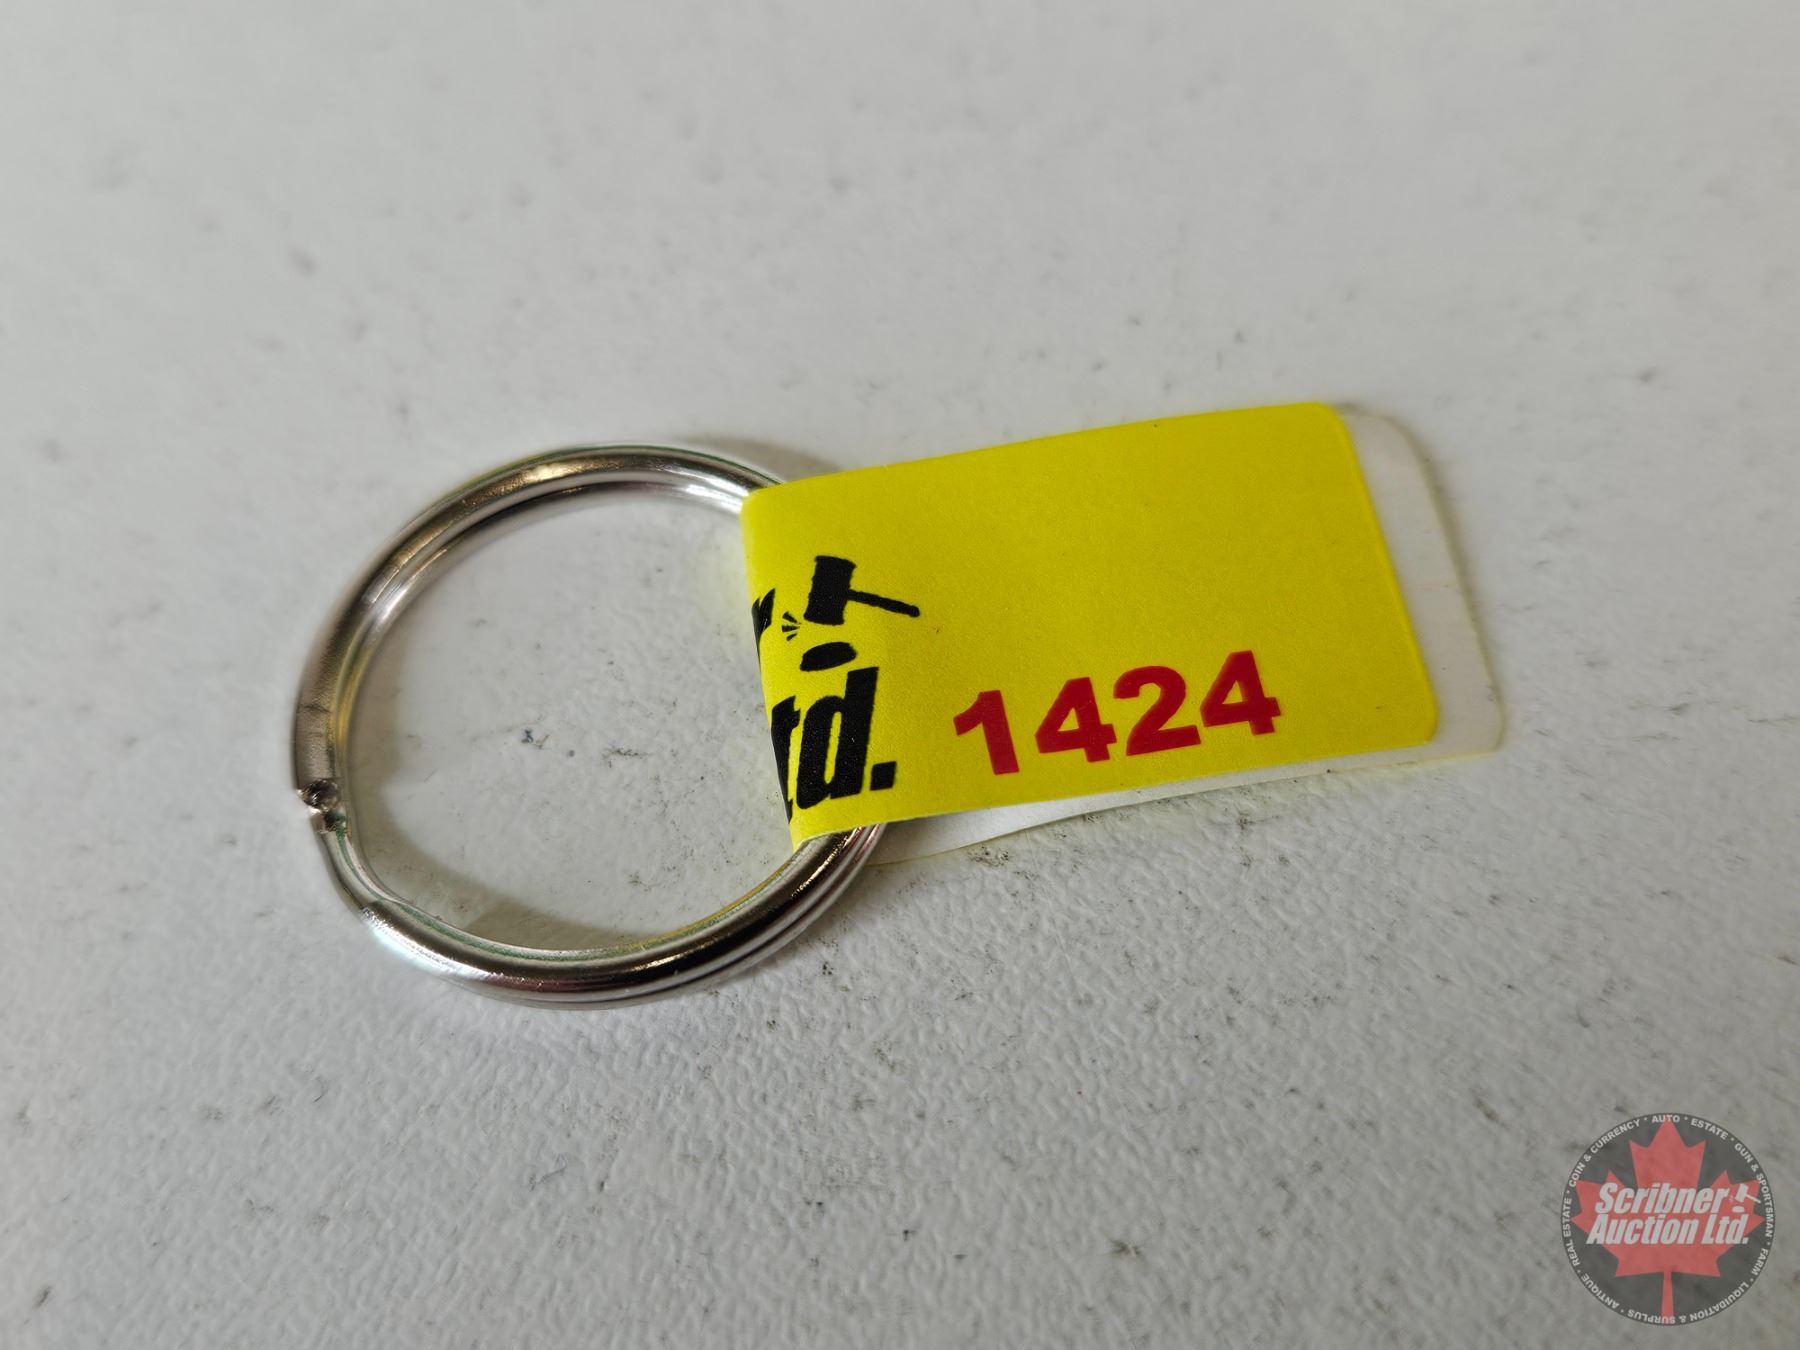 r
td.
1424
COIN & CURRENCY • AUTO • ESTATE • GUN & SPORTSMAN • FARM • LIQUIDATION & SURPLUS • ANTIQUE • REAL ESTATE •
Scribner
Auction Ltd.